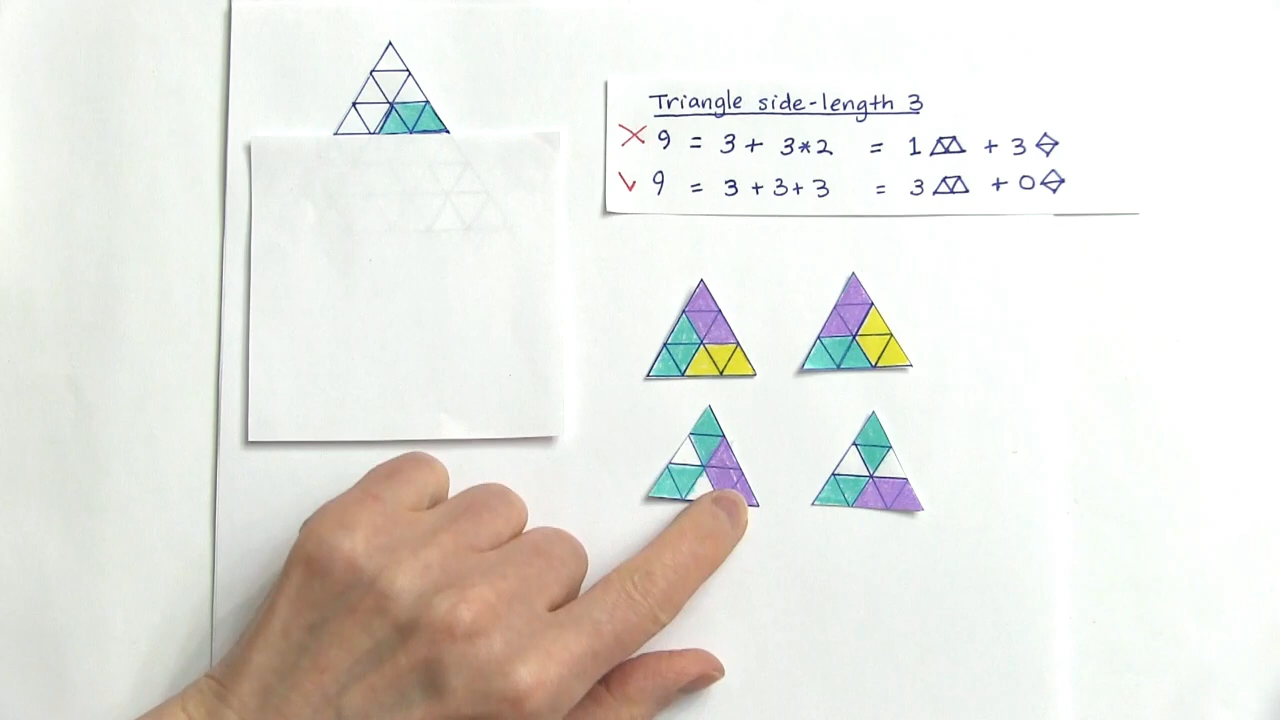 Triangle side-length 3
✗ 9 = 3 + 3*2 = 1 + 3
✓ 9 = 3 + 3 + 3 = 3 + 0